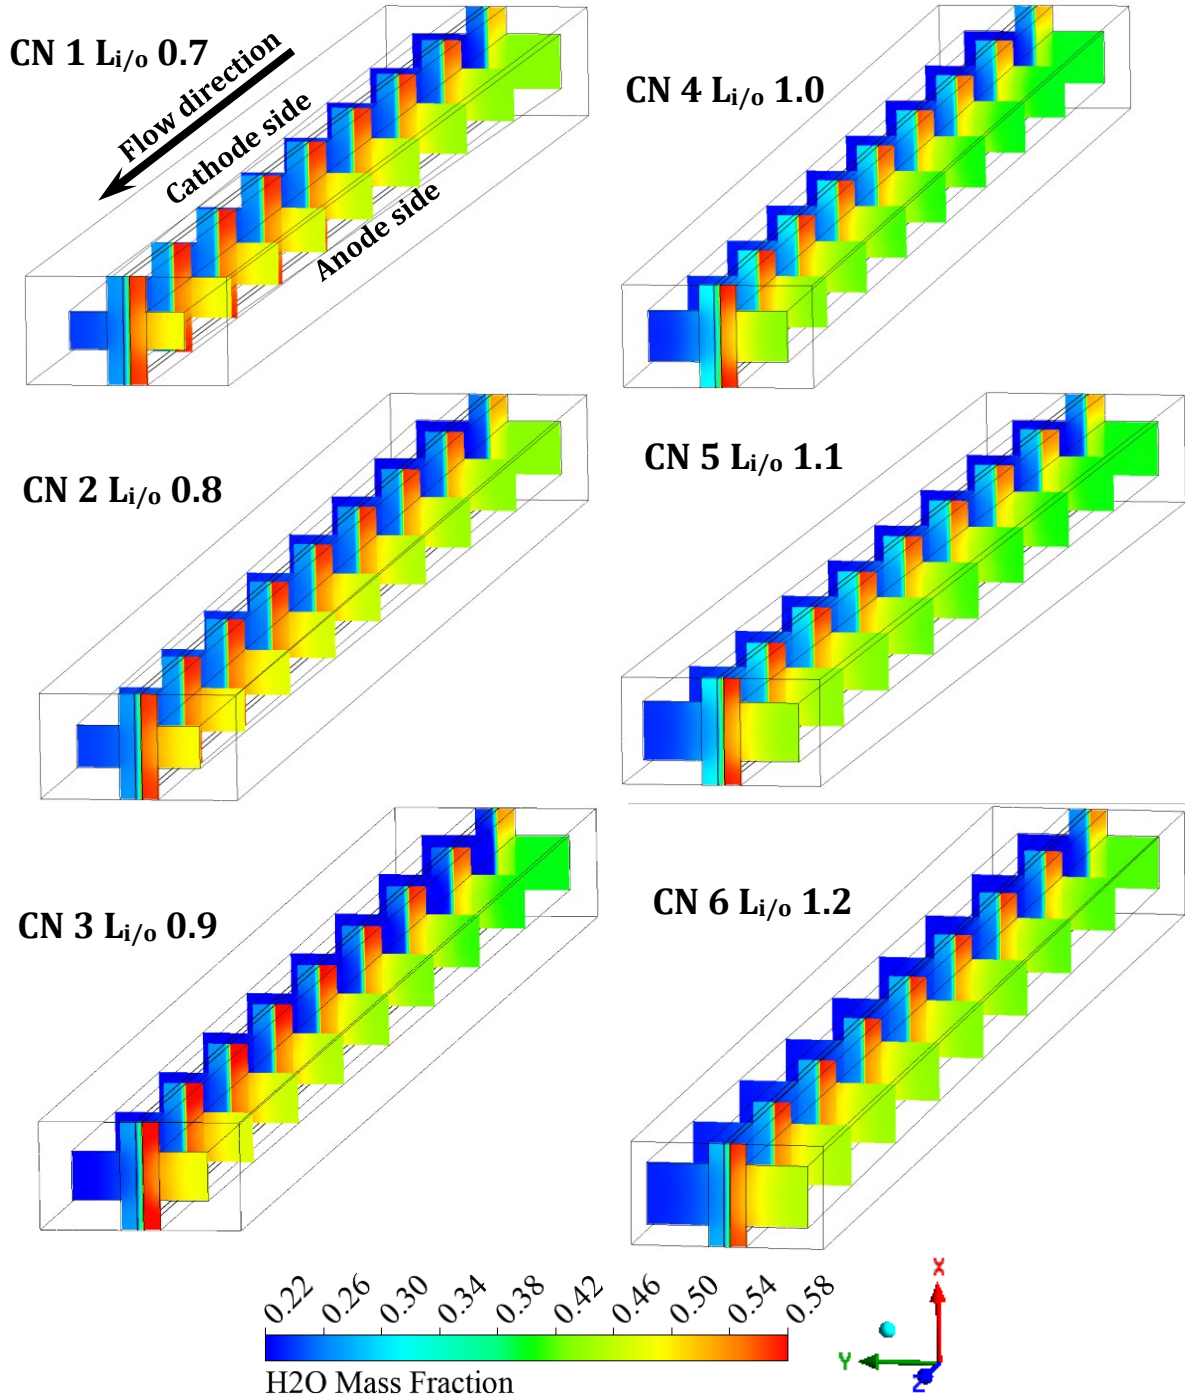 CN 1 Li/o 0.7
Flow direction
Cathode side
Anode side
CN 4 Li/o 1.0
CN 2 Li/o 0.8
CN 5 Li/o 1.1
CN 3 Li/o 0.9
CN 6 Li/o 1.2
0.22 0.26 0.30 0.34 0.38 0.42 0.46 0.50 0.54 0.58
H2O Mass Fraction
X
Y
Z